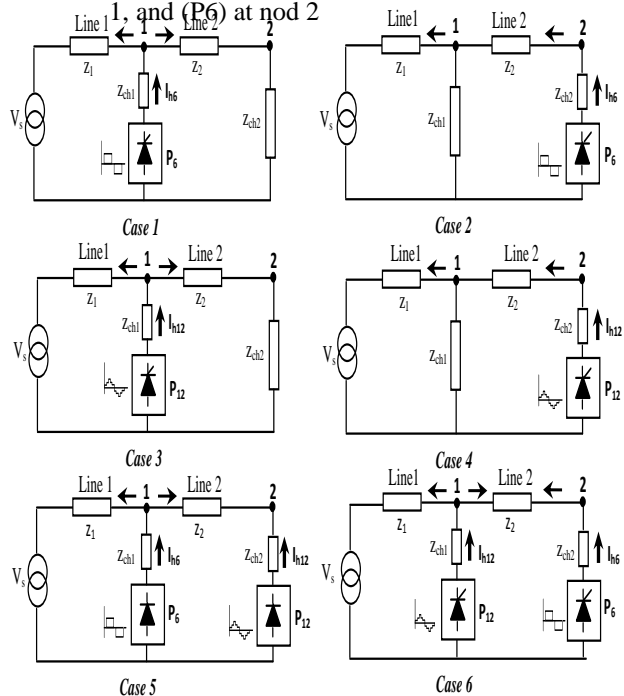 1, and (P6) at nod 2
Line 1 1 Line 2 2
z1 z2
zch1 Ih6
zch2
Vs
P6
Case 1
Line1 1 Line 2 2
z1 z2
zch2 Ih6
zch1
Vs
P6
Case 2
Line1 1 Line 2 2
z1 z2
zch1 Ih12
zch2
Vs
P12
Case 3
Line1 1 Line 2 2
z1 z2
zch2 Ih12
zch1
Vs
P12
Case 4
Line 1 1 Line 2 2
z1 z2
zch1 Ih6 zch2 Ih12
Vs
P6 P12
Case 5
Line1 1 Line 2 2
z1 z2
zch1 Ih12 zch2 Ih6
Vs
P12 P6
Case 6